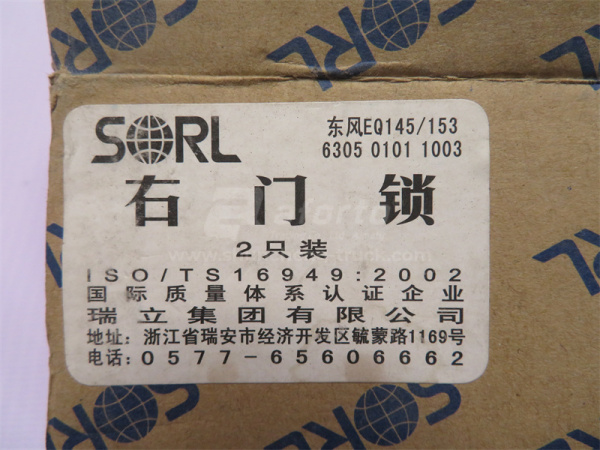 SORL
东风EQ145/153
6305 0101 1003
右门锁
2只装
ISO/TS16949:2002
国际质量体系认证企业
瑞立集团有限公司
地址: 浙江省瑞安市经济开发区毓蒙路1169号
电话: 0577-65606662